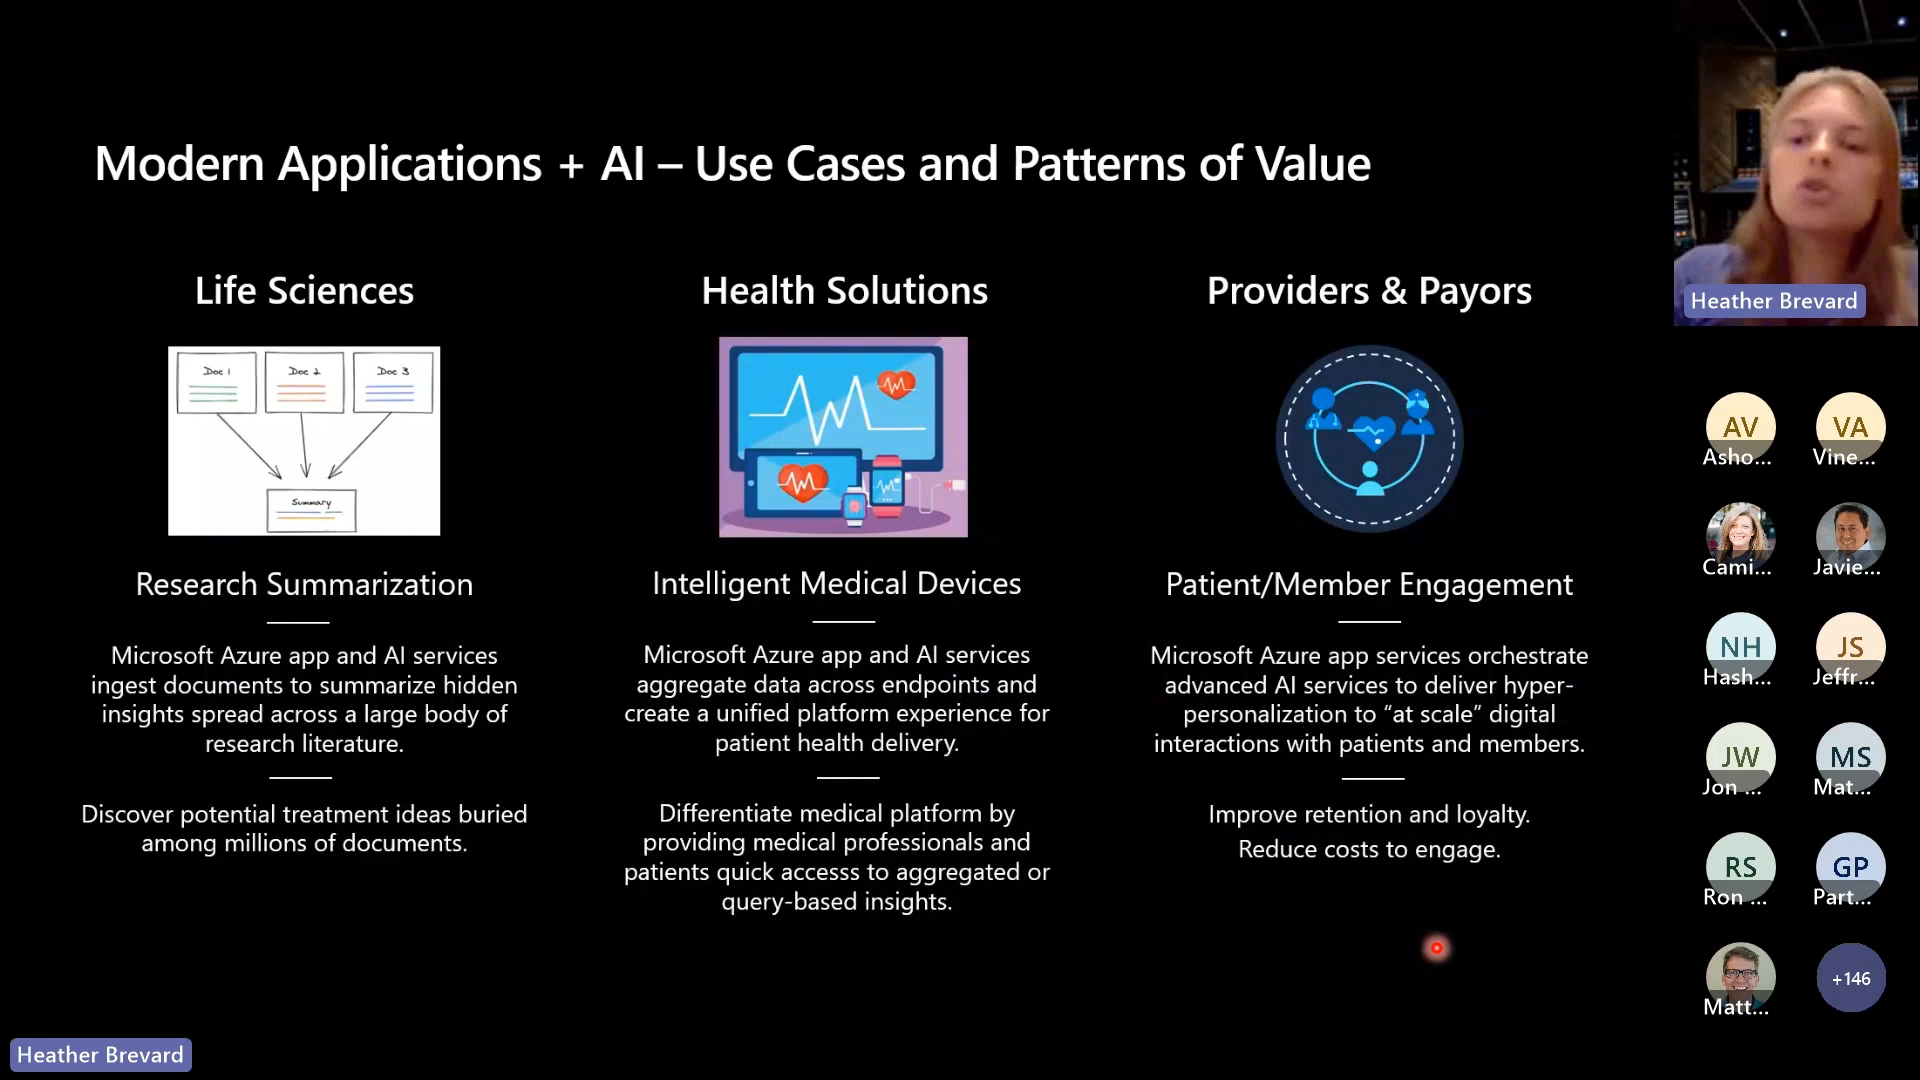 Modern Applications + AI – Use Cases and Patterns of Value
Life Sciences
Doc 1
Doc 2
Doc 3
Summary
Research Summarization
Microsoft Azure app and AI services
ingest documents to summarize hidden
insights spread across a large body of
research literature.
Discover potential treatment ideas buried
among millions of documents.
Health Solutions
Intelligent Medical Devices
Microsoft Azure app and AI services
aggregate data across endpoints and
create a unified platform experience for
patient health delivery.
Differentiate medical platform by
providing medical professionals and
patients quick accesss to aggregated or
query-based insights.
Providers & Payors
Patient/Member Engagement
Microsoft Azure app services orchestrate
advanced AI services to deliver hyper-
personalization to “at scale” digital
interactions with patients and members.
Improve retention and loyalty.
Reduce costs to engage.
Heather Brevard
AV
Asho...
VA
Vine...
Cami...
Javie...
NH
Hash...
JS
Jeffr...
JW
Jon ...
MS
Mat...
RS
Ron ...
GP
Part...
Matt...
+146
Heather Brevard